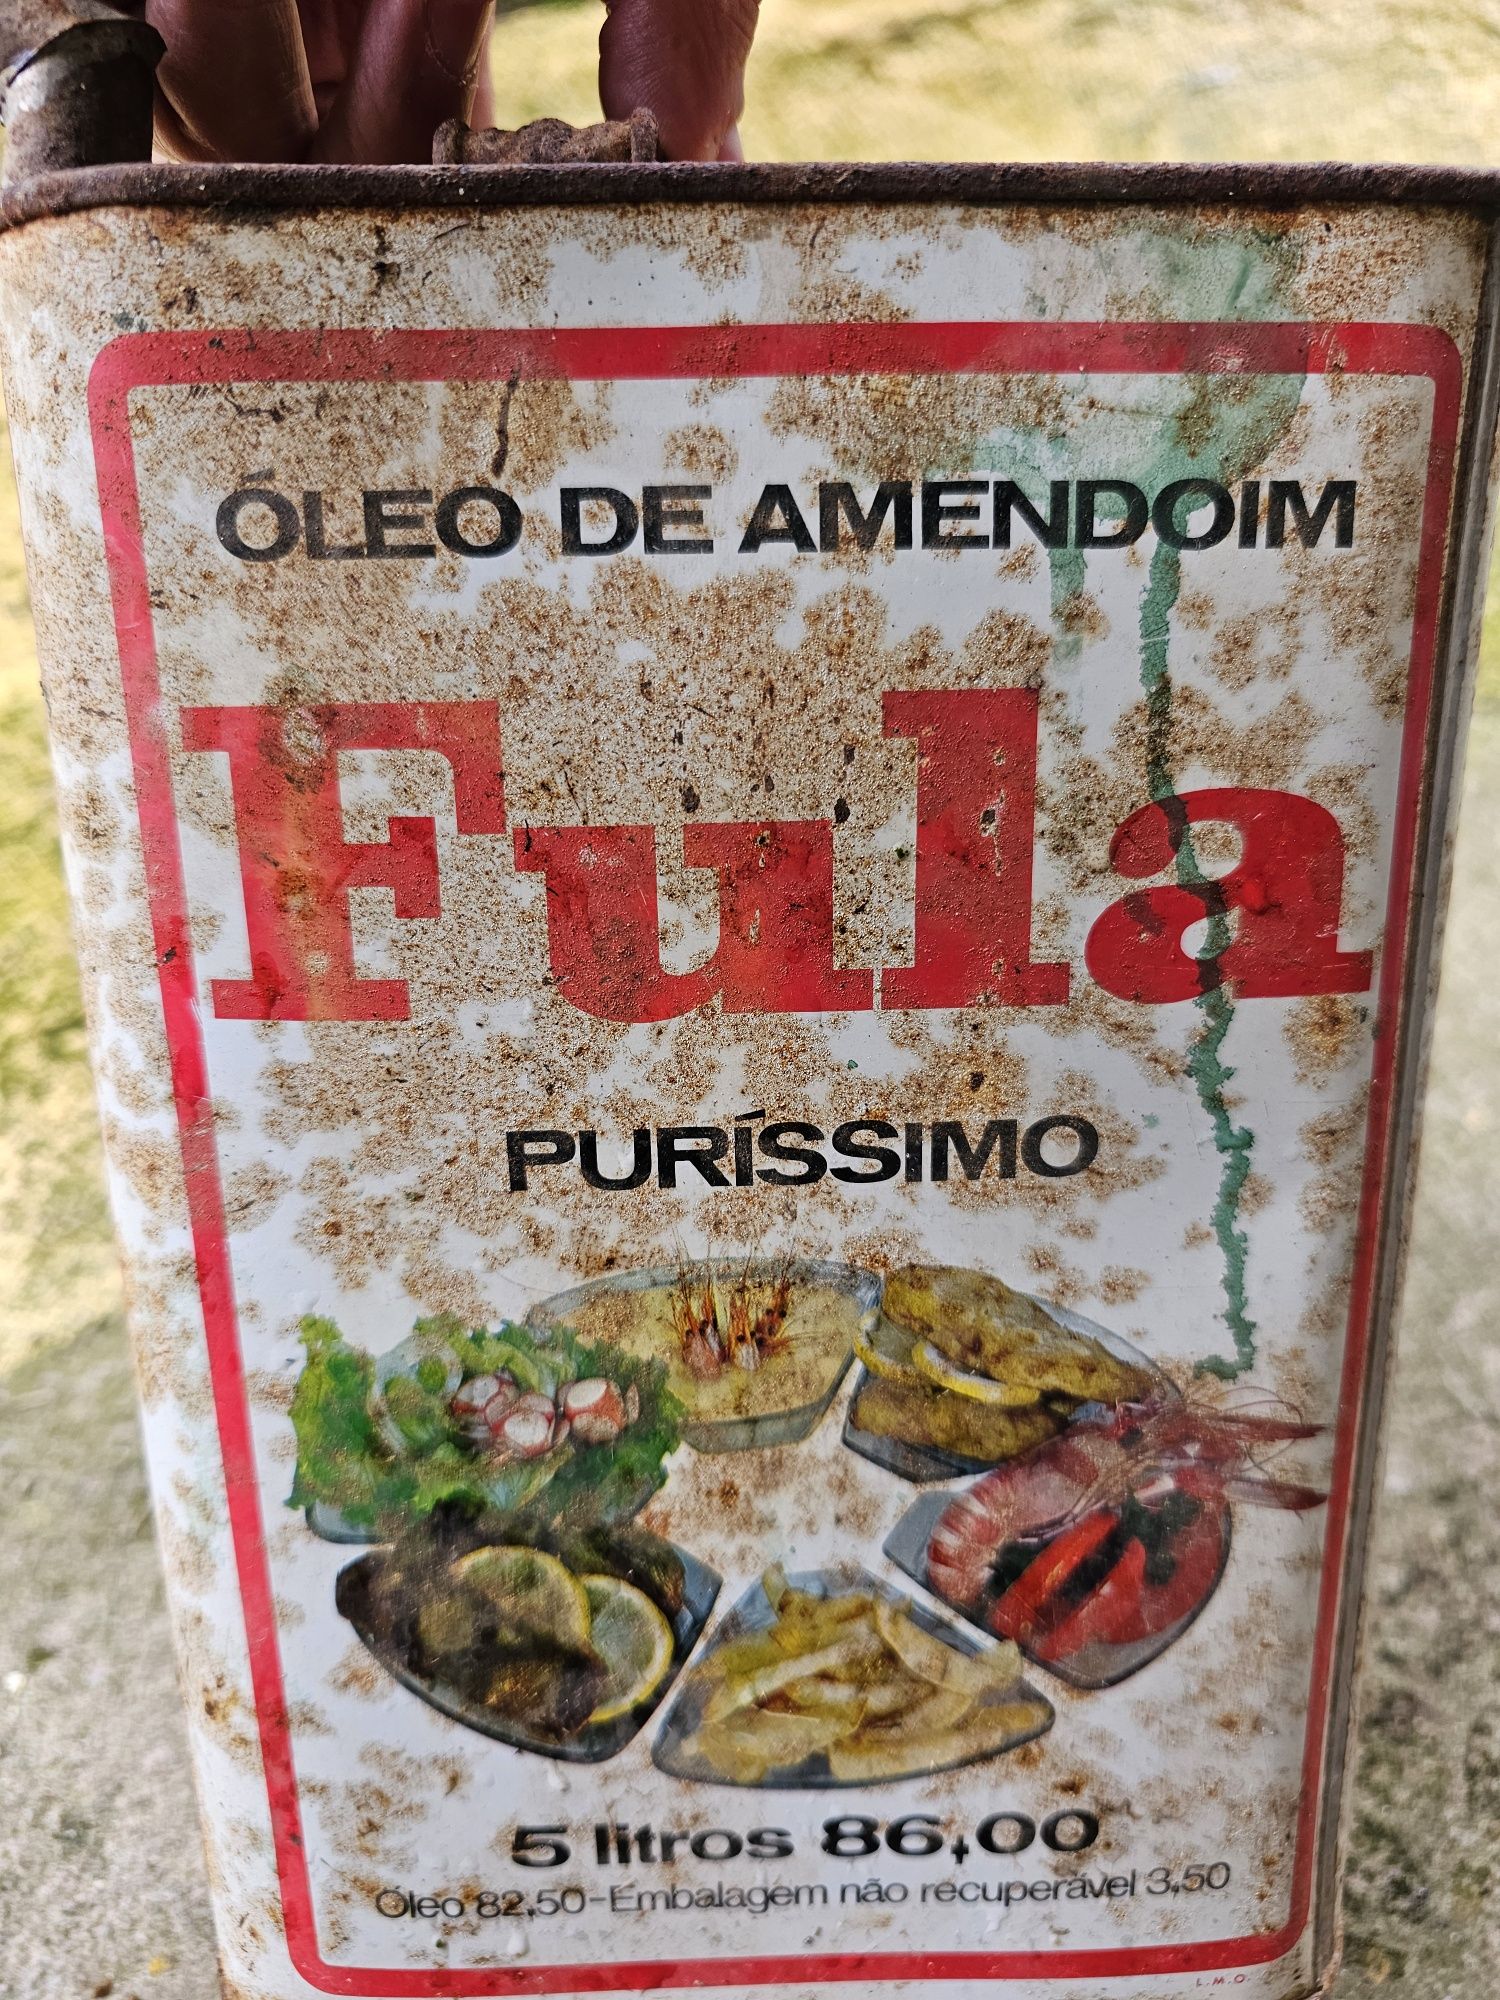 ÓLEO DE AMENDOIM
Fula
PURÍSSIMO
5 litros 86,00
Óleo 82,50-Embalagem não recuperável 3,50
L.M.O.